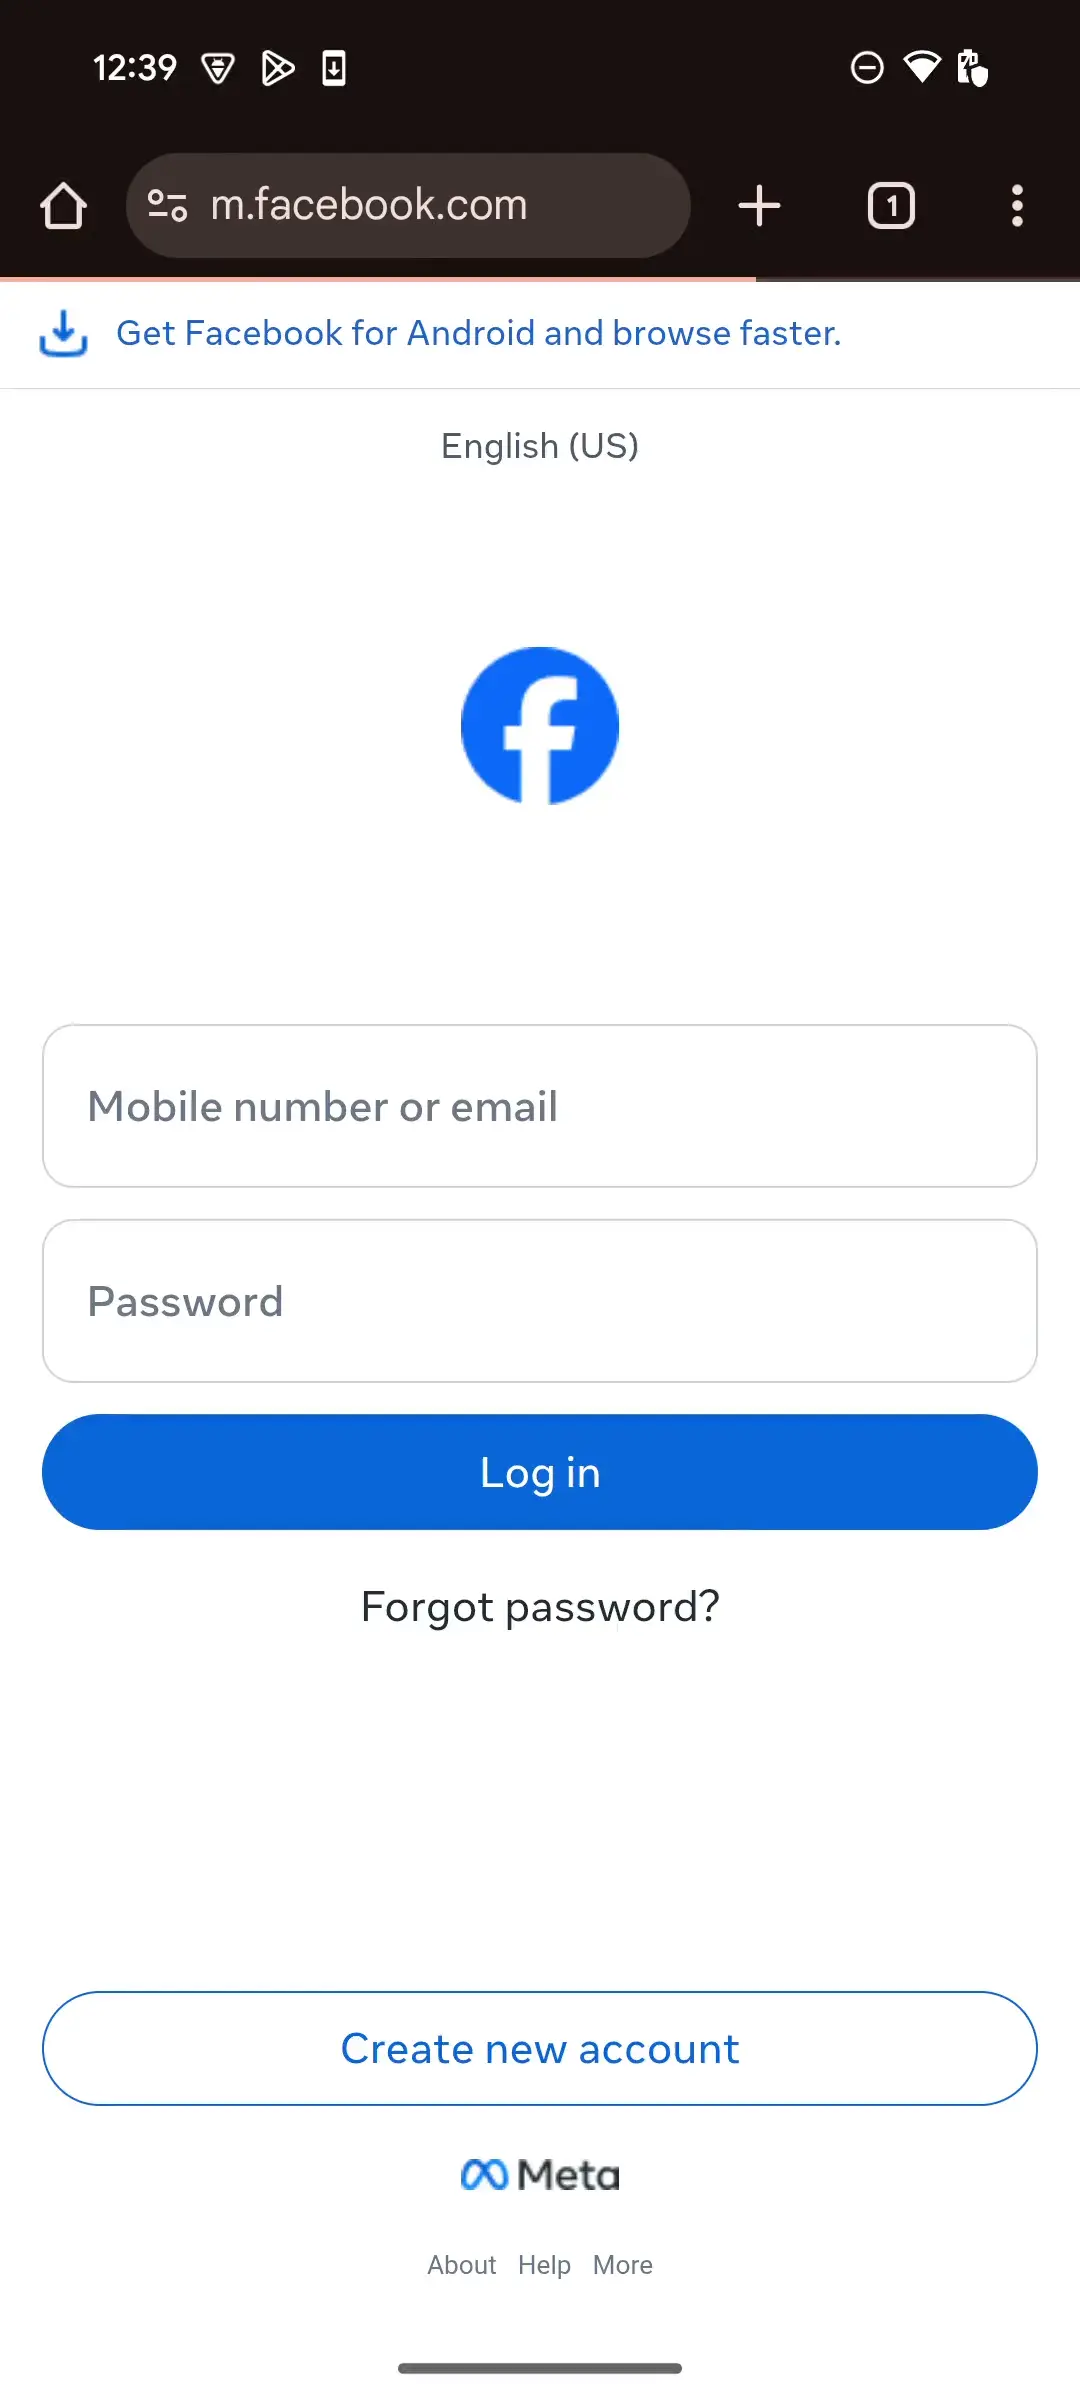 12:39
m.facebook.com
1
Get Facebook for Android and browse faster.
English (US)
Mobile number or email
Password
Log in
Forgot password?
Create new account
Meta
About Help More